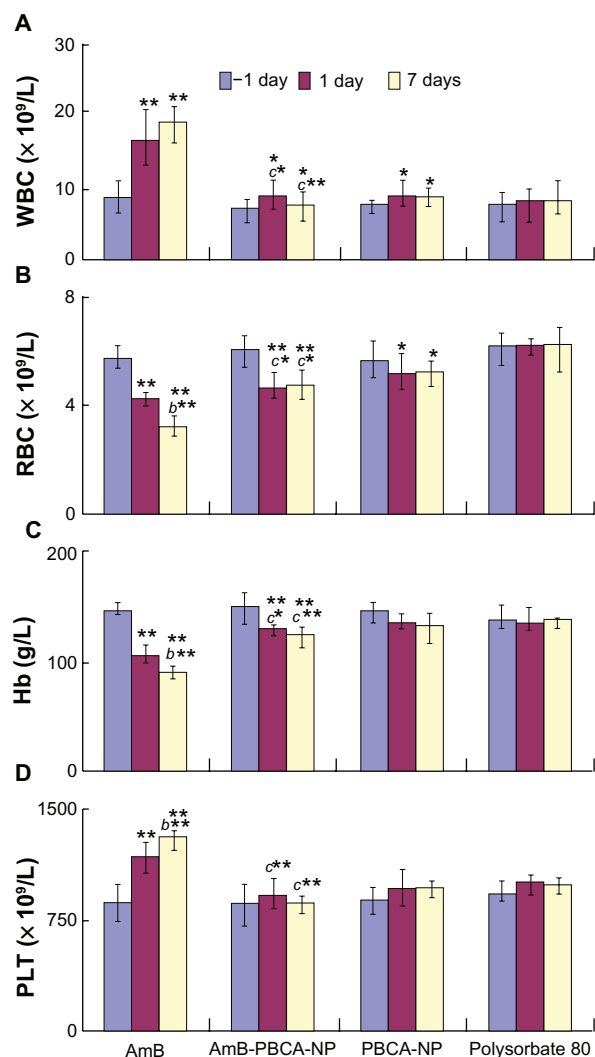 A
30
20
10
0
WBC (× 10⁹/L)
−1 day 1 day 7 days
** **
* *
c* c**
* *
B
8
4
0
RBC (× 10⁹/L)
** **
b**
** **
c* c*
* *
C
200
100
0
Hb (g/L)
** **
b**
** **
c* c**
D
1500
750
0
PLT (× 10⁹/L)
** **
b**
c** c**
AmB AmB-PBCA-NP PBCA-NP Polysorbate 80